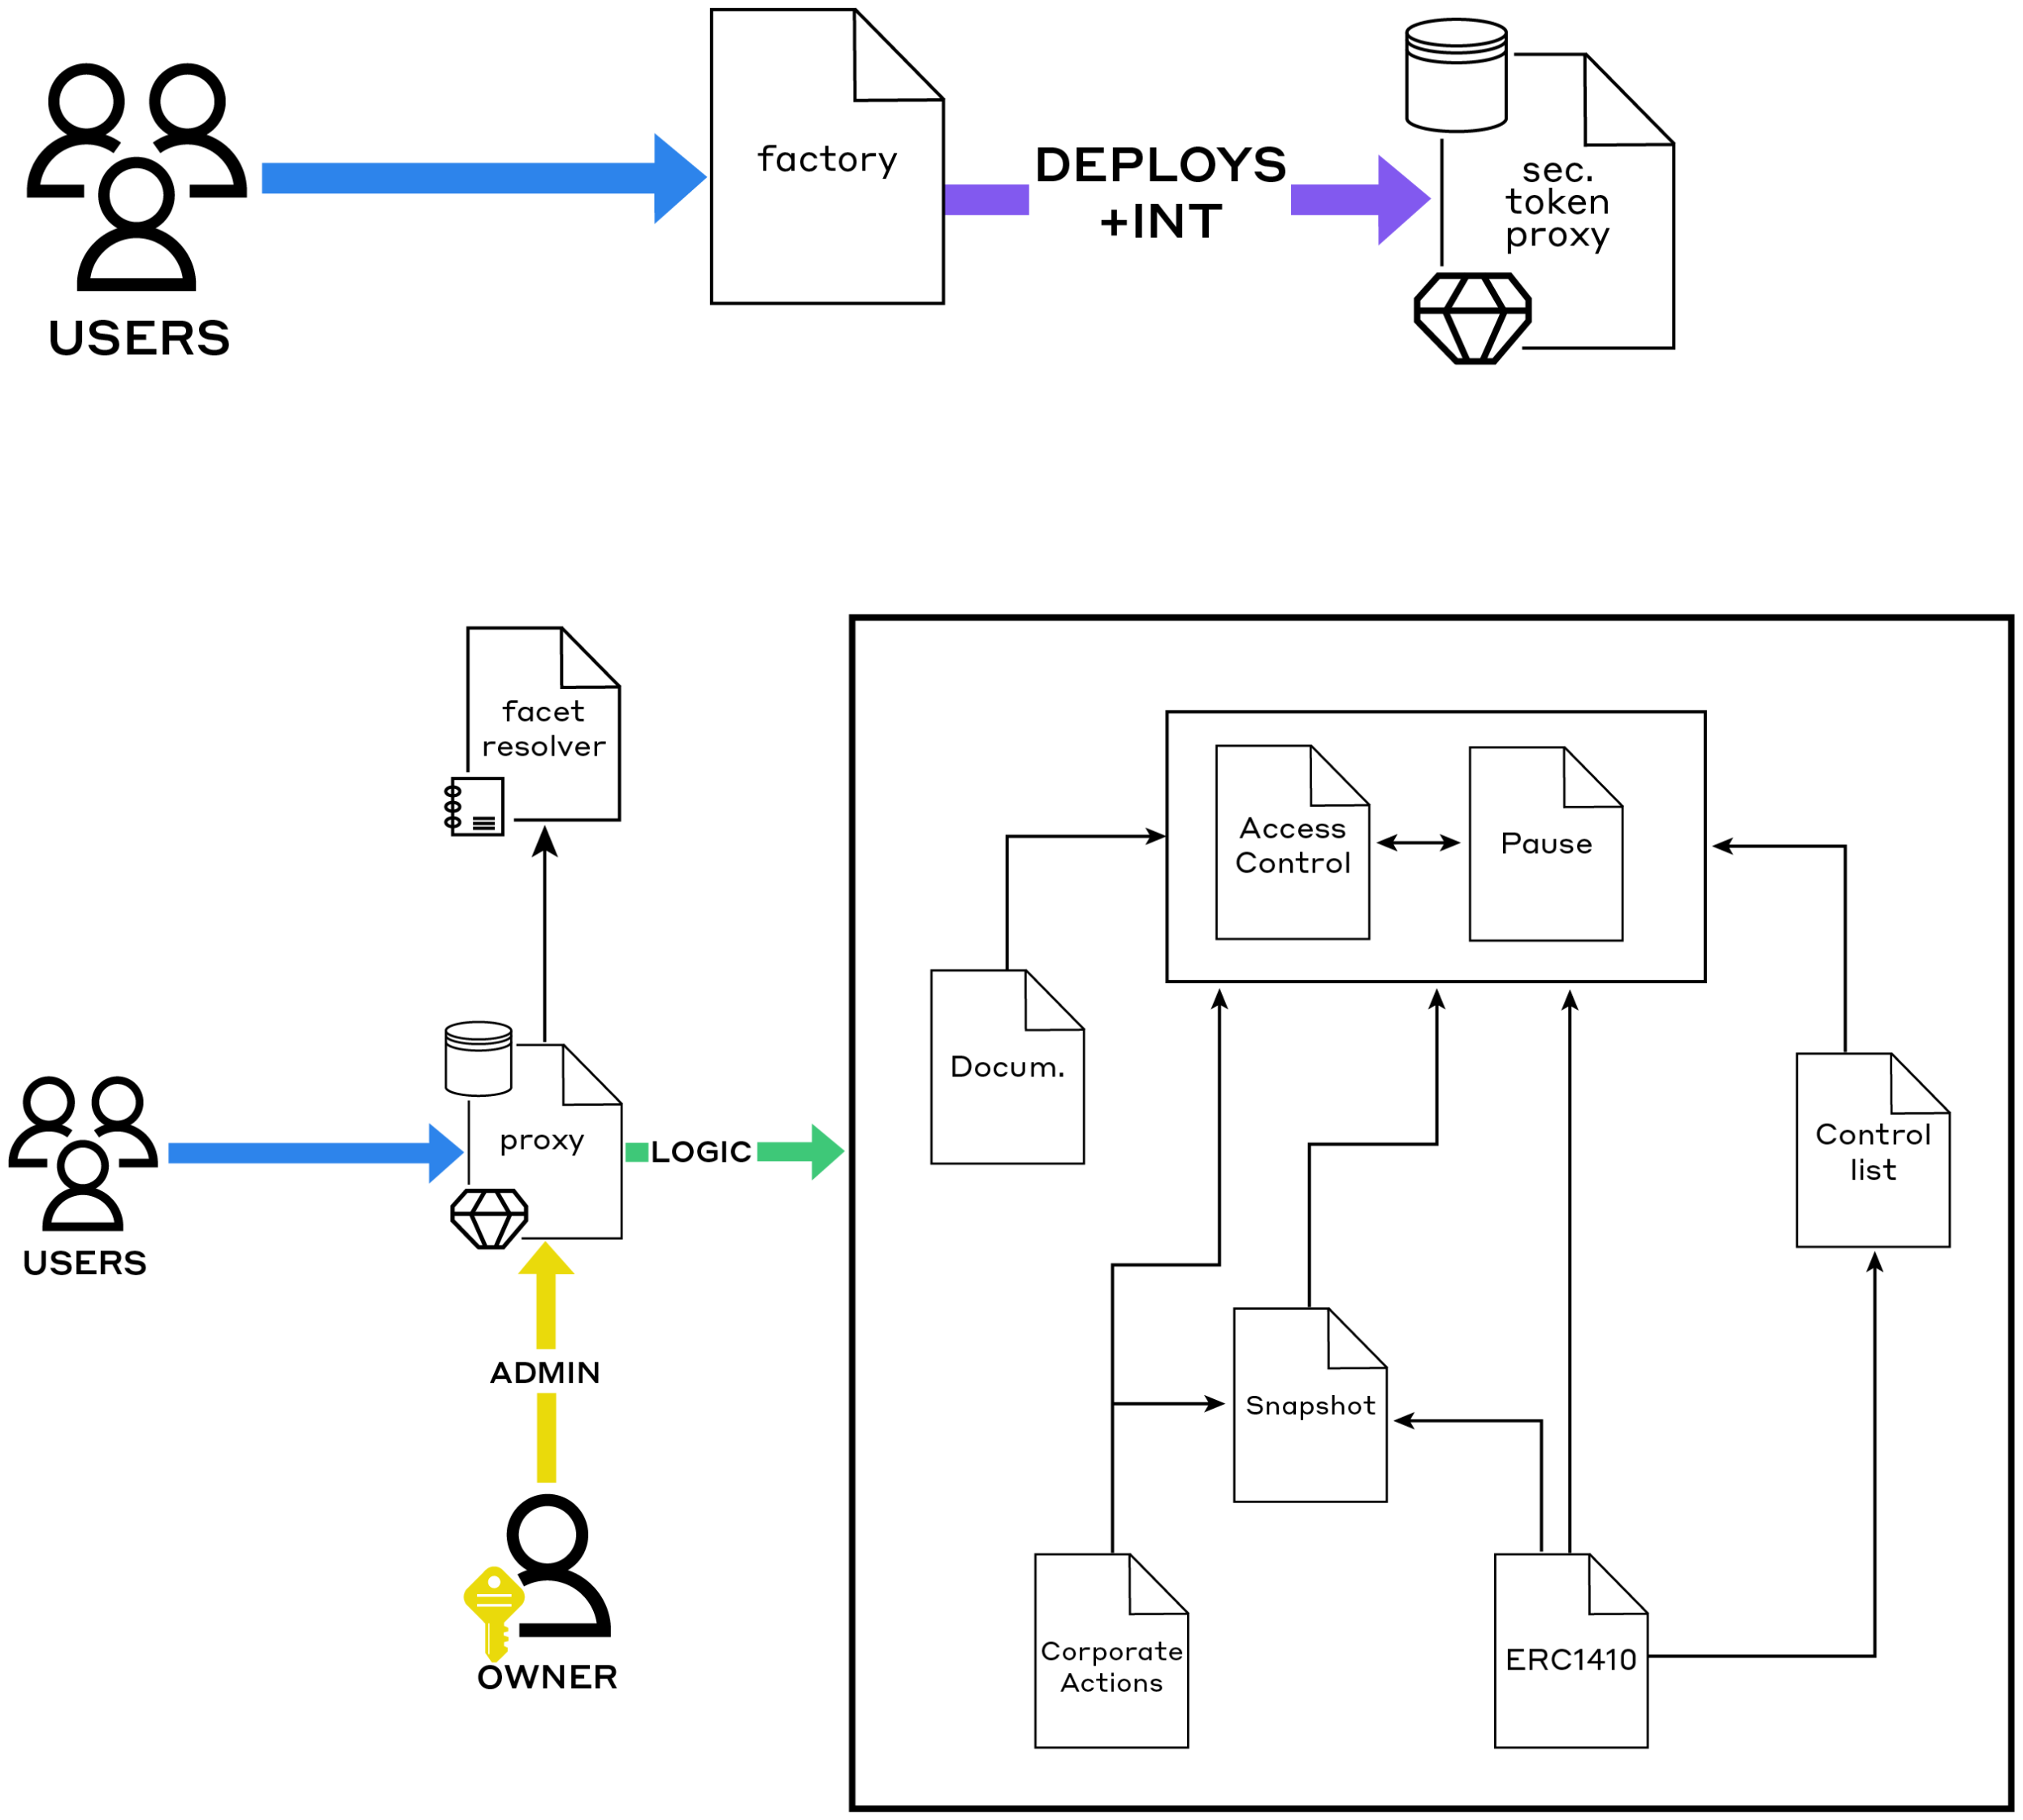 USERS
factory
DEPLOYS
+INT
sec.
token
proxy
facet
resolver
USERS
proxy
LOGIC
ADMIN
OWNER
Access
Control
Pause
Docum.
Control
list
Snapshot
Corporate
Actions
ERC1410